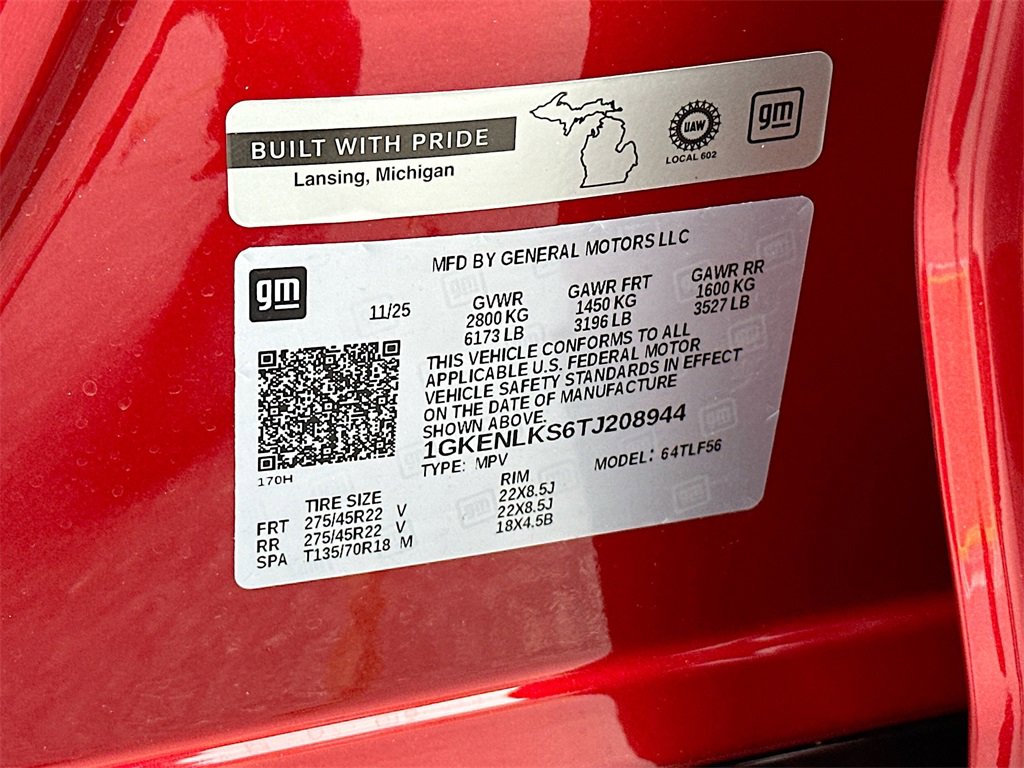 BUILT WITH PRIDE
Lansing, Michigan
UAW
LOCAL 602
gm
gm
MFD BY GENERAL MOTORS LLC
11/25
GVWR
2800 KG
6173 LB
GAWR FRT
1450 KG
3196 LB
GAWR RR
1600 KG
3527 LB
THIS VEHICLE CONFORMS TO ALL
APPLICABLE U.S. FEDERAL MOTOR
VEHICLE SAFETY STANDARDS IN EFFECT
ON THE DATE OF MANUFACTURE
SHOWN ABOVE.
1GKENLKS6TJ208944
TYPE: MPV MODEL: 64TLF56
170H
TIRE SIZE RIM
FRT 275/45R22 V 22X8.5J
RR 275/45R22 V 22X8.5J
SPA T135/70R18 M 18X4.5B